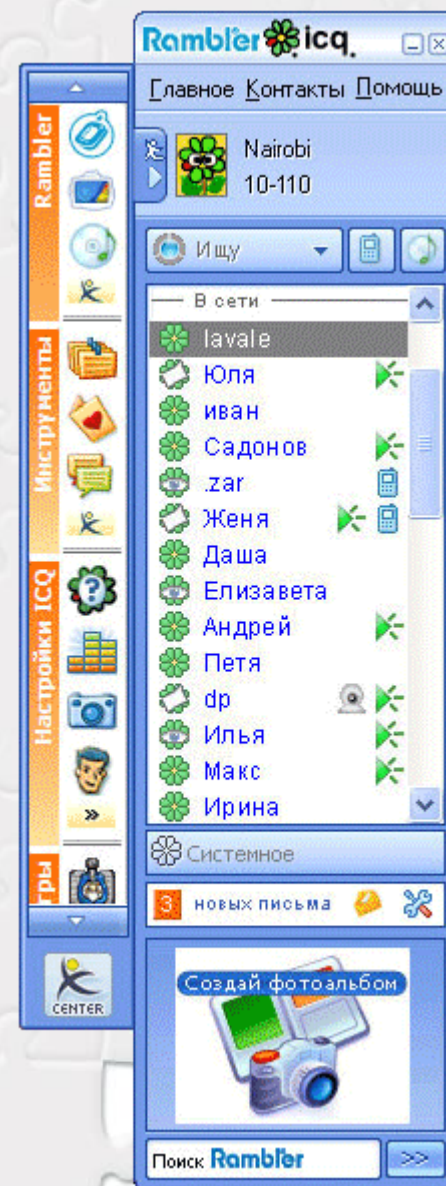 Rambler icq
Главное Контакты Помощь
Nairobi
10-110
Ищу
В сети
lavale
Юля
иван
Садонов
.zar
Женя
Даша
Елизавета
Андрей
Петя
dp
Илья
Макс
Ирина
Системное
3 новых письма
Создай фотоальбом
Поиск Rambler
>>
Rambler
Инструменты
Настройки ICQ
»
гры
CENTER